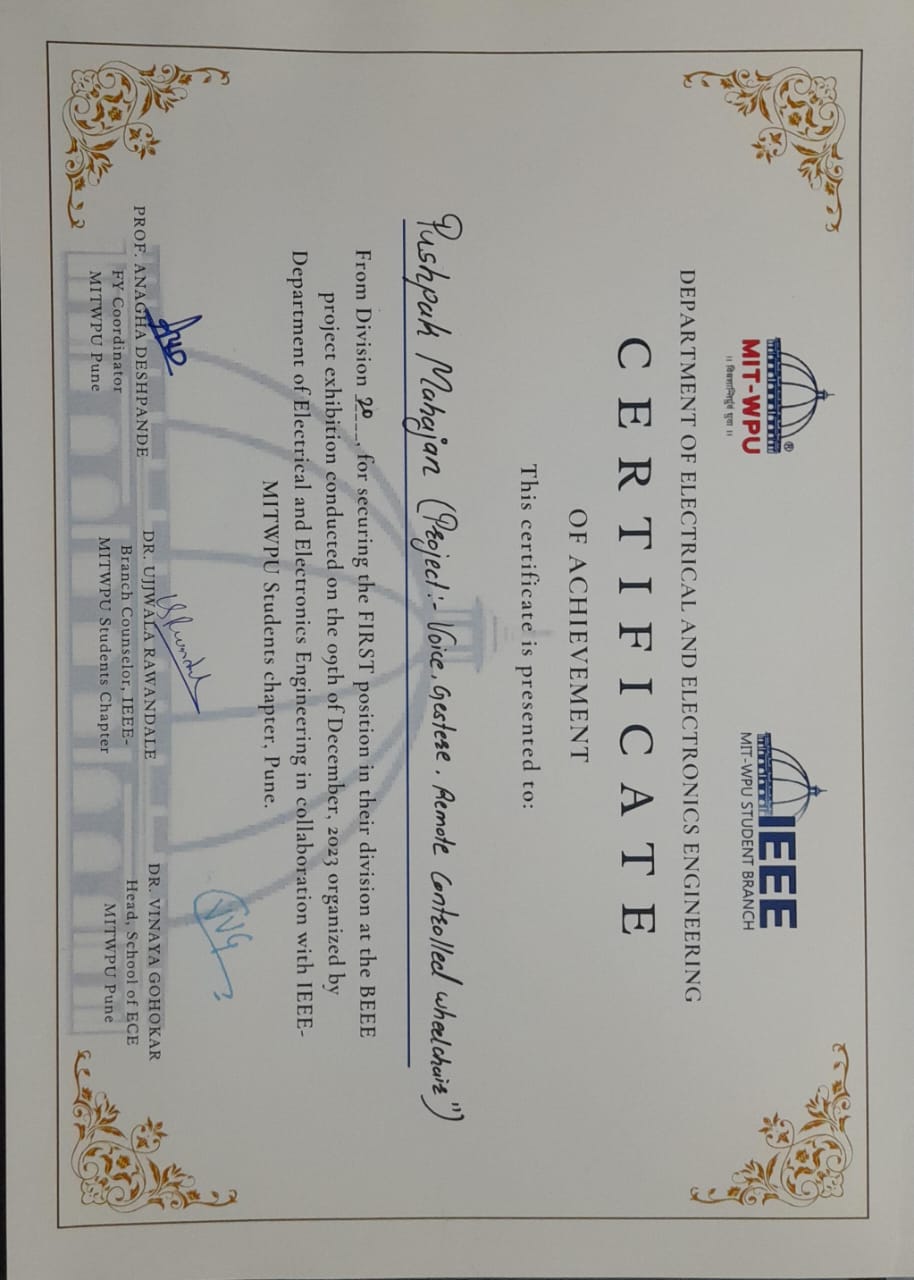 MIT-WPU
®
IEEE
MIT-WPU STUDENT BRANCH
DEPARTMENT OF ELECTRICAL AND ELECTRONICS ENGINEERING
CERTIFICATE
OF ACHIEVEMENT
This certificate is presented to:
Pushpak Mahajan (Project:- Voice, Gestere, Remote Controlled wheelchair")
From Division 20, for securing the FIRST position in their division at the BEEE
project exhibition conducted on the 09th of December, 2023 organized by
Department of Electrical and Electronics Engineering in collaboration with IEEE-
MITWPU Students chapter, Pune.
VVG
PROF. ANAGHA DESHPANDE
FY Coordinator
MITWPU Pune
DR. UJJWALA RAWANDALE
Branch Counselor, IEEE-
MITWPU Students Chapter
DR. VINAYA GOHOKAR
Head, School of ECE
MITWPU Pune